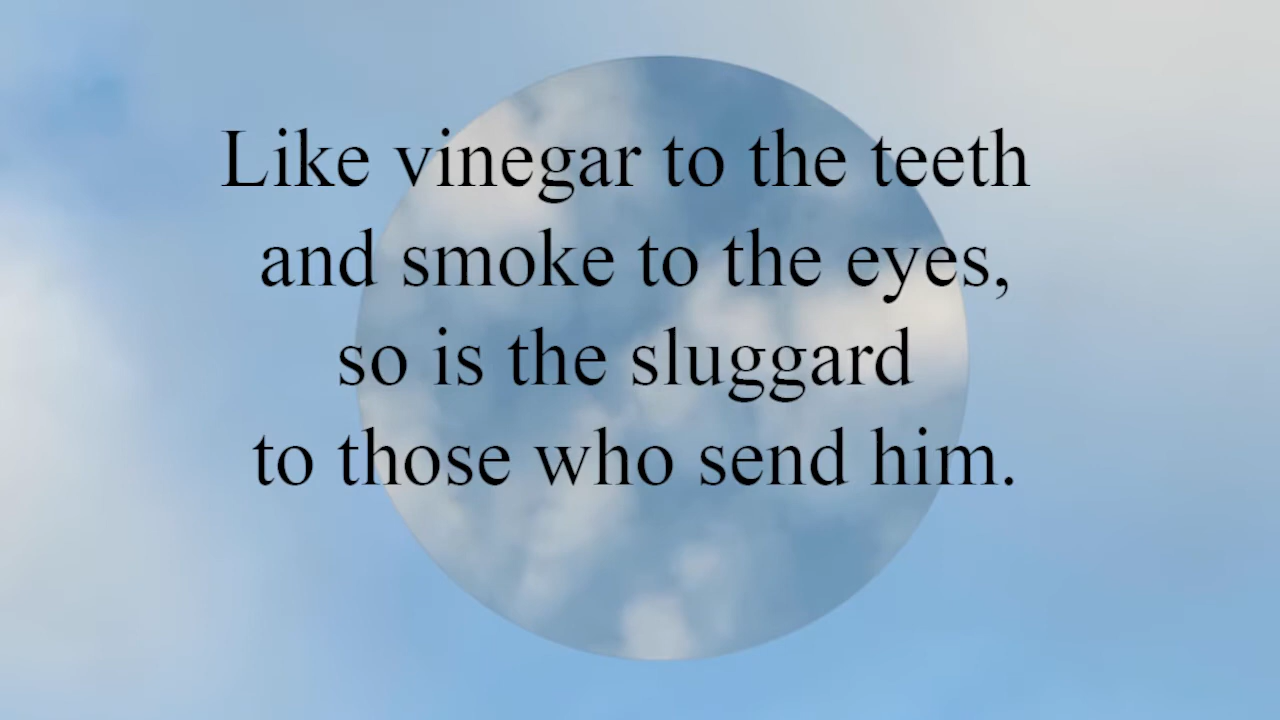 Like vinegar to the teeth
and smoke to the eyes,
so is the sluggard
to those who send him.